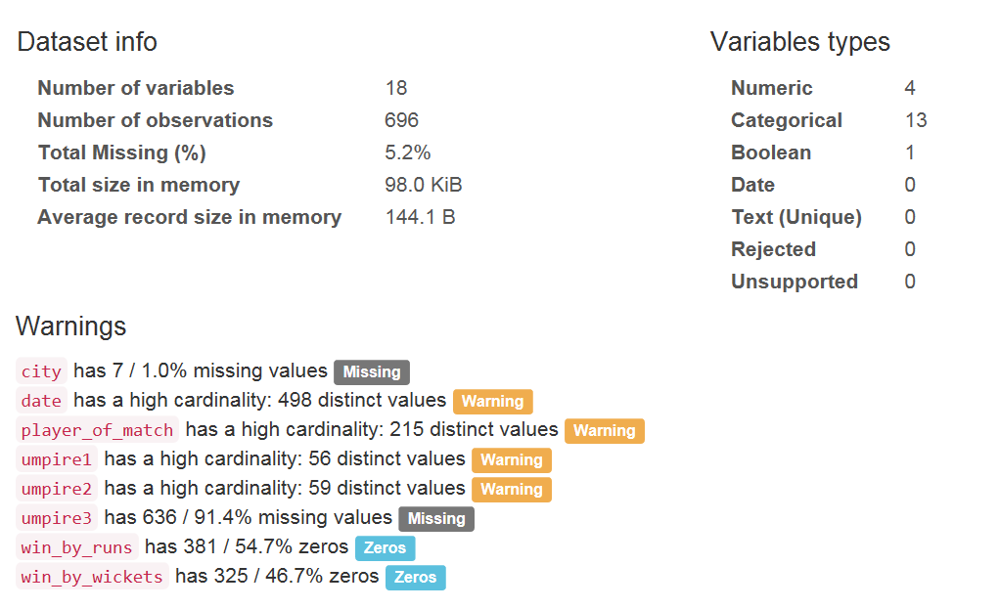 Dataset info
Number of variables 18
Number of observations 696
Total Missing (%) 5.2%
Total size in memory 98.0 KiB
Average record size in memory 144.1 B
Variables types
Numeric 4
Categorical 13
Boolean 1
Date 0
Text (Unique) 0
Rejected 0
Unsupported 0
Warnings
city has 7 / 1.0% missing values Missing
date has a high cardinality: 498 distinct values Warning
player_of_match has a high cardinality: 215 distinct values Warning
umpire1 has a high cardinality: 56 distinct values Warning
umpire2 has a high cardinality: 59 distinct values Warning
umpire3 has 636 / 91.4% missing values Missing
win_by_runs has 381 / 54.7% zeros Zeros
win_by_wickets has 325 / 46.7% zeros Zeros